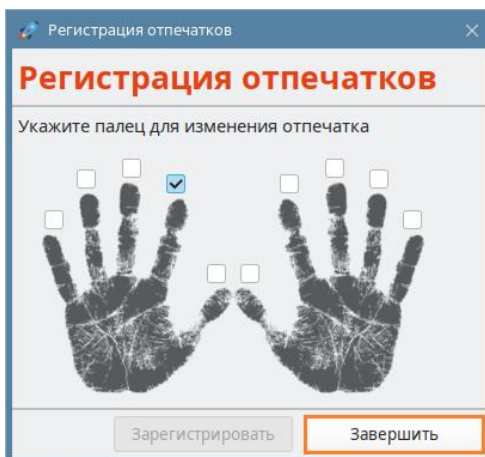 Регистрация отпечатков
Регистрация отпечатков
Укажите палец для изменения отпечатка
Зарегистрировать
Завершить